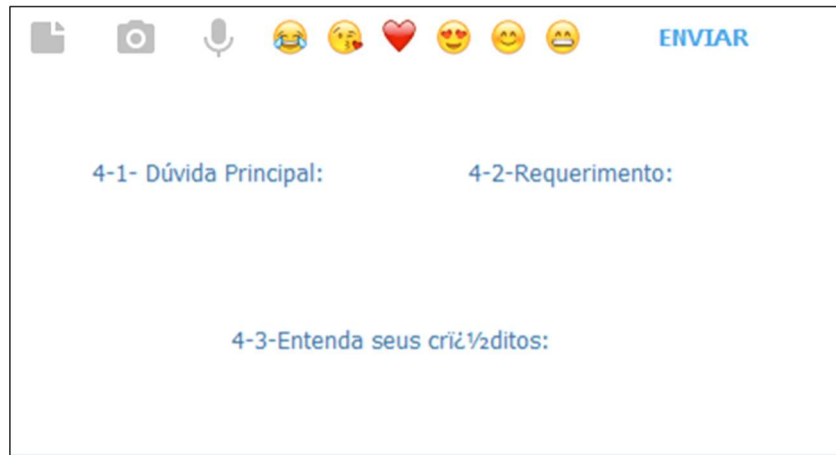 ENVIAR
4-1- Dúvida Principal:
4-2-Requerimento:
4-3-Entenda seus crï¿½ditos: